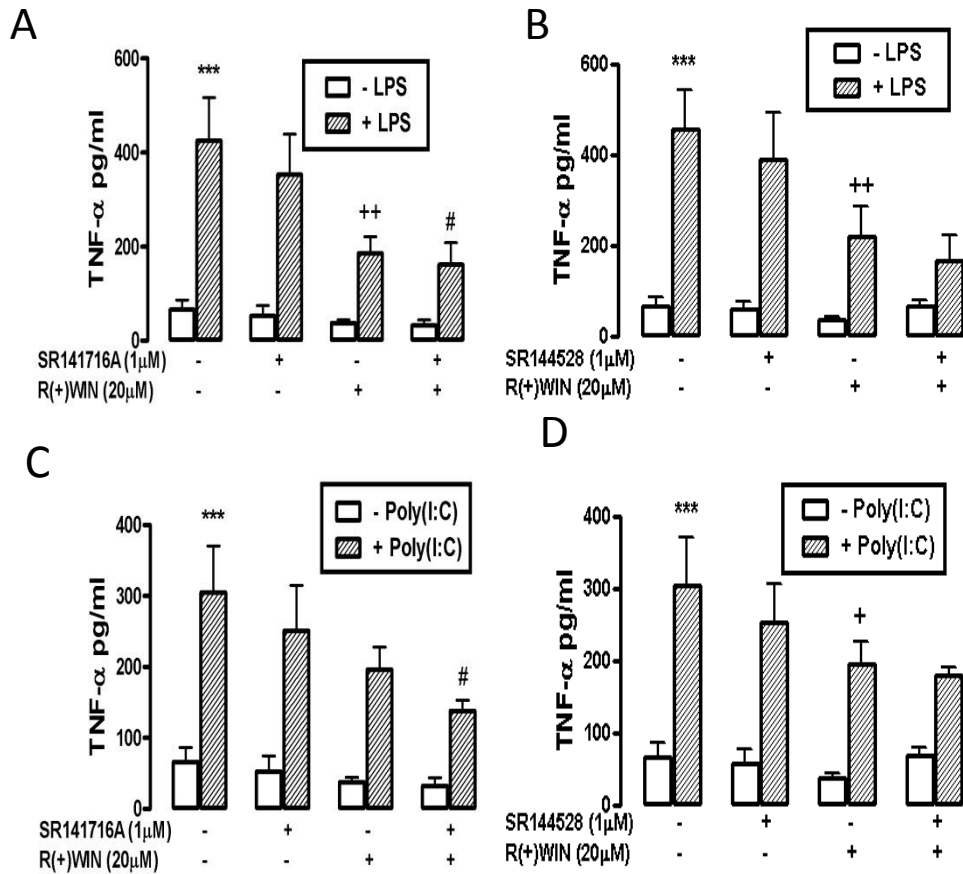 A
TNF-α pg/ml
600
400
200
0
- LPS
+ LPS
***
++
#
SR141716A (1μM) - + - +
R(+)WIN (20μM) - - + +
B
TNF-α pg/ml
600
400
200
0
- LPS
+ LPS
***
++
SR144528 (1μM) - + - +
R(+)WIN (20μM) - - + +
C
TNF-α pg/ml
400
300
200
100
0
- Poly(I:C)
+ Poly(I:C)
***
#
SR141716A (1μM) - + - +
R(+)WIN (20μM) - - + +
D
TNF-α pg/ml
400
300
200
100
0
- Poly(I:C)
+ Poly(I:C)
***
+
SR144528 (1μM) - + - +
R(+)WIN (20μM) - - + +